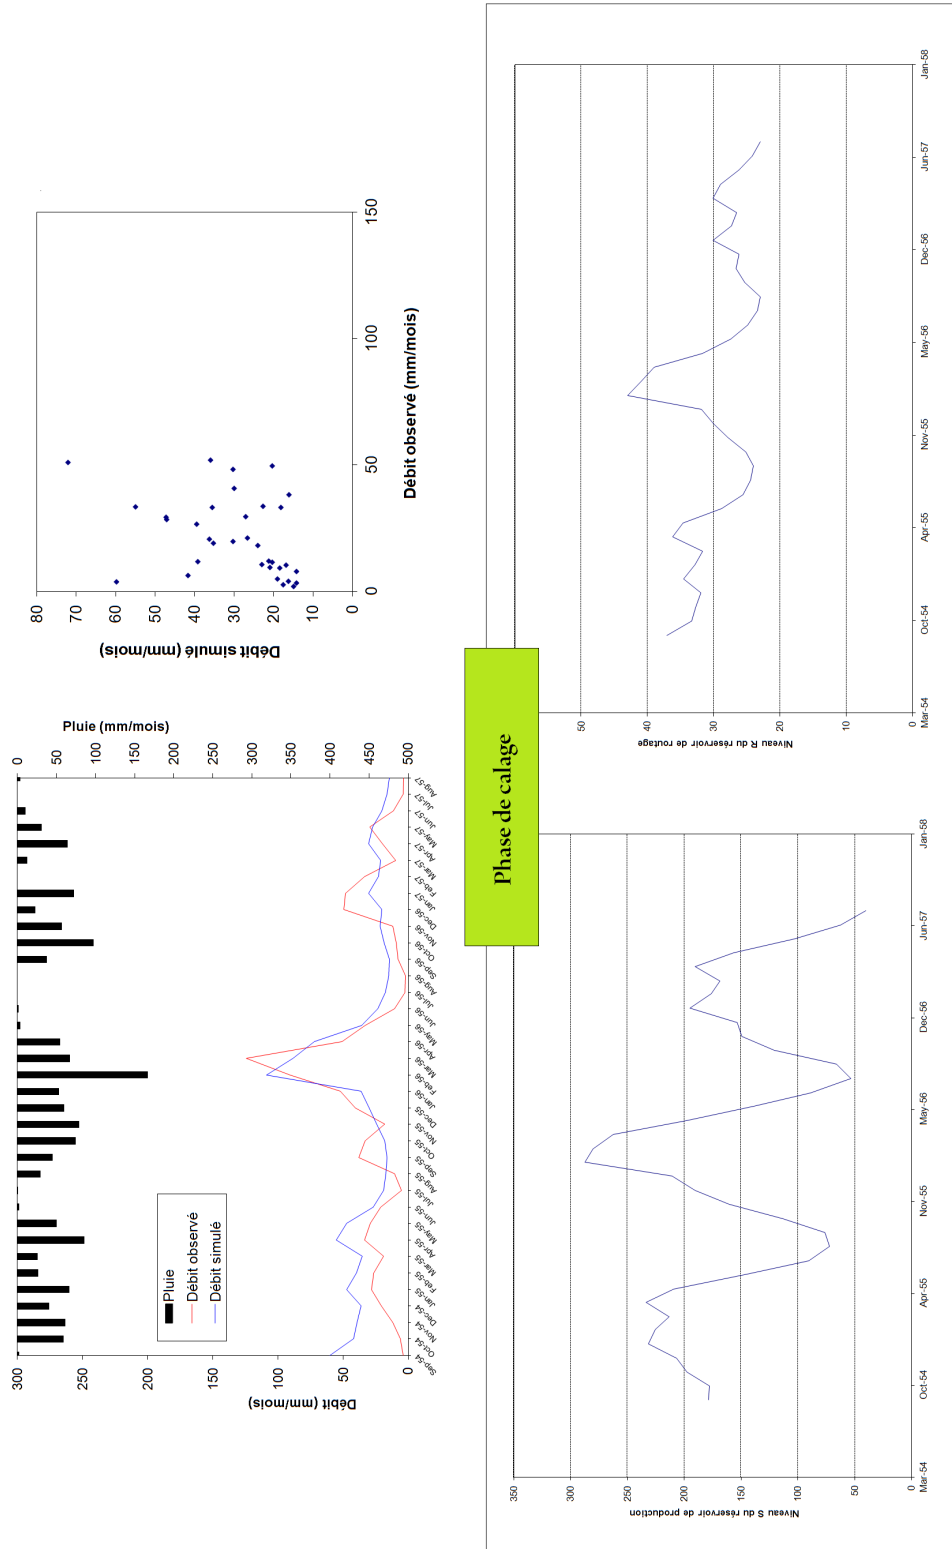 Débit (mm/mois)
300
250
200
150
100
50
0
Pluie
Débit observé
Débit simulé
Sep-54
Oct-54
Nov-54
Dec-54
Jan-55
Feb-55
Mar-55
Apr-55
May-55
Jun-55
Jul-55
Aug-55
Sep-55
Oct-55
Nov-55
Dec-55
Jan-56
Feb-56
Mar-56
Apr-56
May-56
Jun-56
Jul-56
Aug-56
Sep-56
Oct-56
Nov-56
Dec-56
Jan-57
Feb-57
Mar-57
Apr-57
May-57
Jun-57
Jul-57
Aug-57
0
50
100
150
200
250
300
350
400
450
500
Pluie (mm/mois)
Débit simulé (mm/mois)
80
70
60
50
40
30
20
10
0
0
50
100
150
Débit observé (mm/mois)
Phase de calage
Niveau S du réservoir de production
350
300
250
200
150
100
50
0
Mar-54
Oct-54
Apr-55
Nov-55
May-56
Dec-56
Jun-57
Jan-58
Niveau R du réservoir de routage
50
40
30
20
10
0
Mar-54
Oct-54
Apr-55
Nov-55
May-56
Dec-56
Jun-57
Jan-58